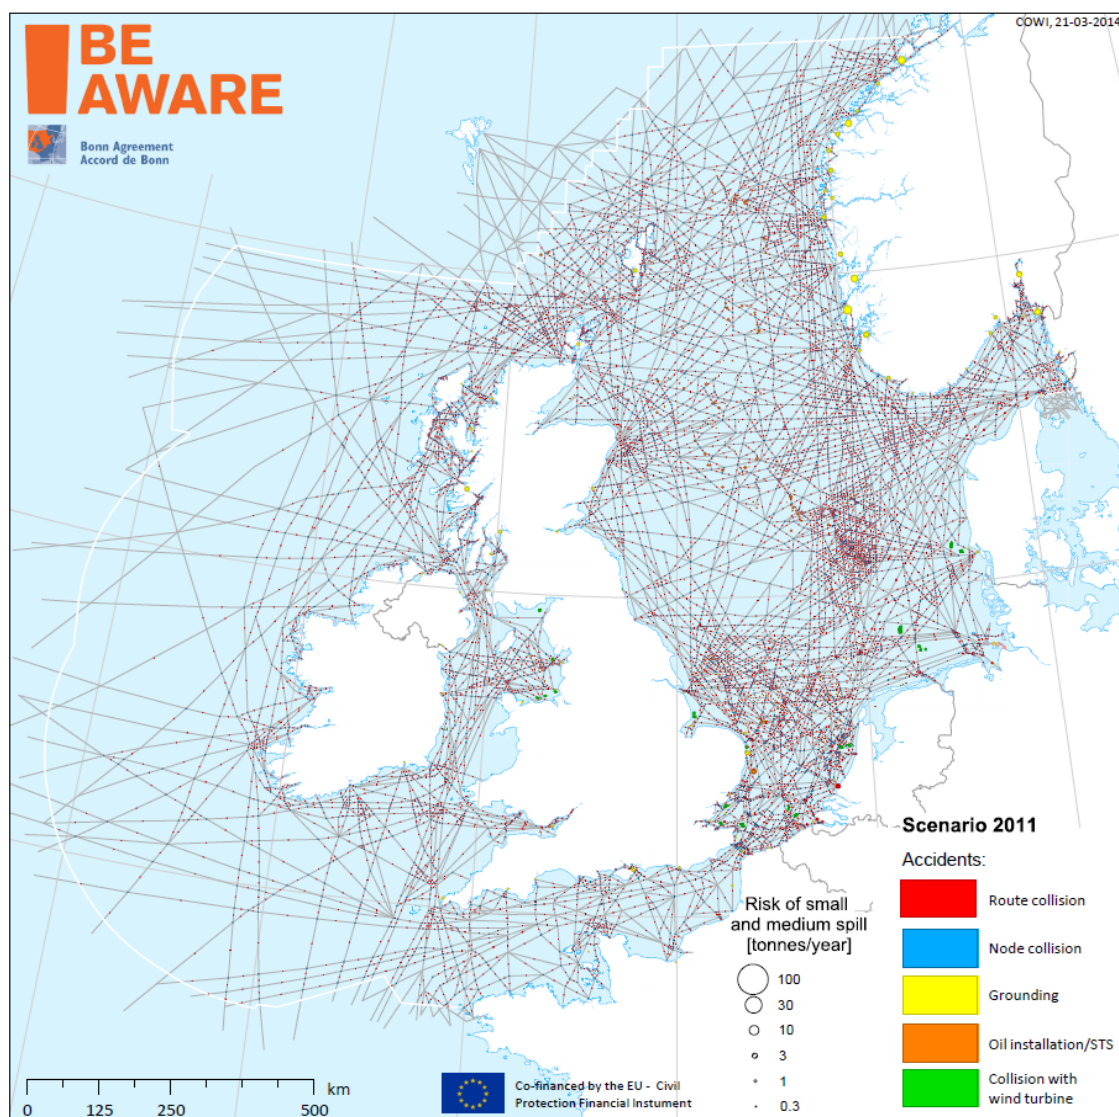 COWI, 21-03-2014
BE
AWARE
Bonn Agreement
Accord de Bonn
Scenario 2011
Accidents:
Route collision
Node collision
Grounding
Oil installation/STS
Collision with
wind turbine
Risk of small
and medium spill
[tonnes/year]
100
30
10
3
1
0.3
km
0 125 250 500
Co-financed by the EU - Civil
Protection Financial Instument